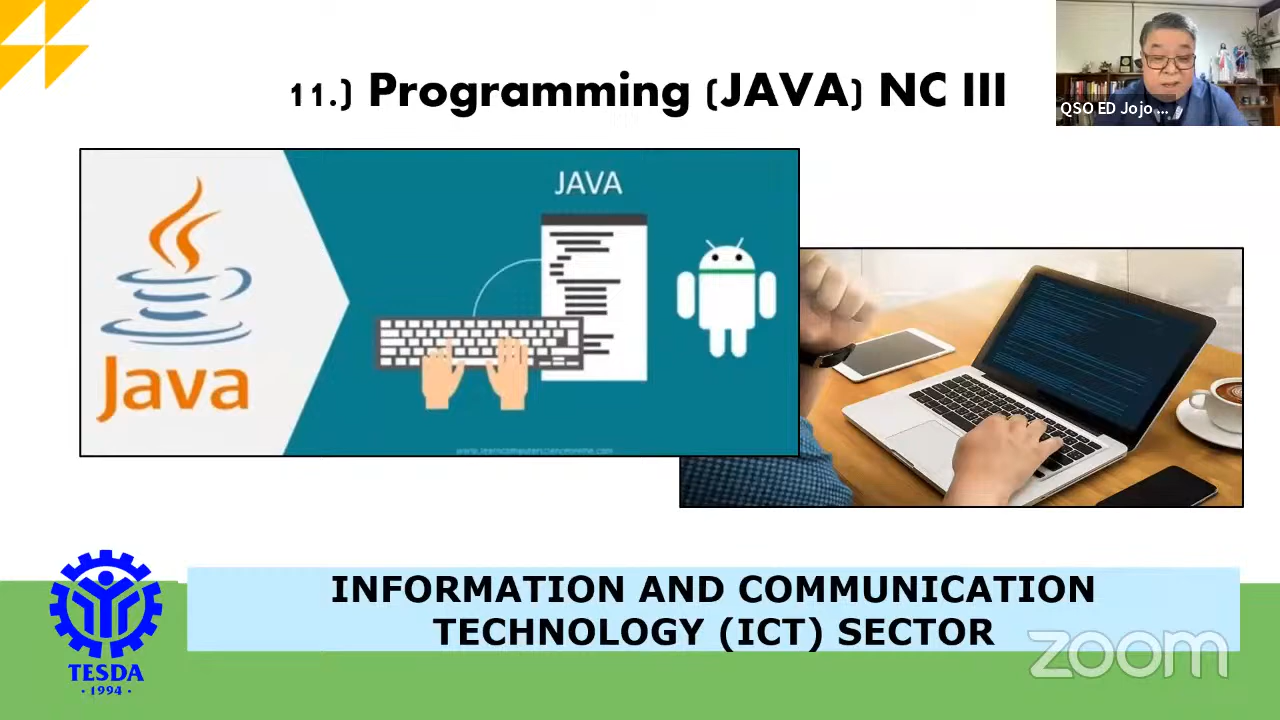 11.) Programming (JAVA) NC III
QSO ED Jojo ...
JAVA
Java
INFORMATION AND COMMUNICATION
TECHNOLOGY (ICT) SECTOR
TESDA
· 1994 ·
zoom